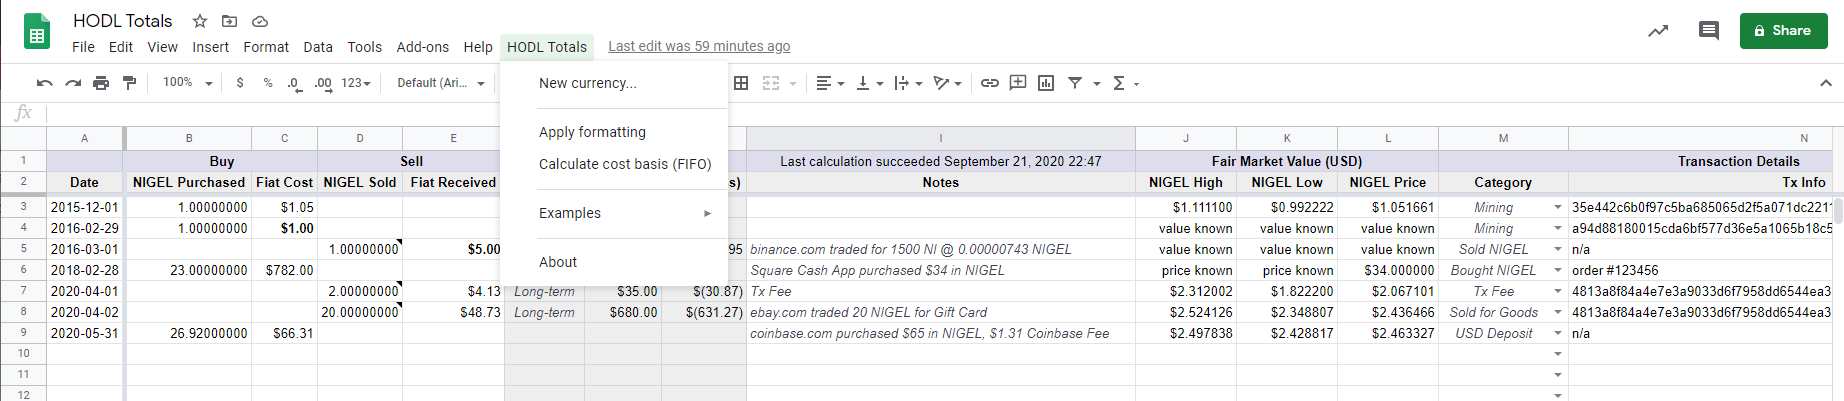 HODL Totals
File Edit View Insert Format Data Tools Add-ons Help HODL Totals Last edit was 59 minutes ago
Share
100% $ % .0 .00 123 Default (Ari... Σ
New currency...
Apply formatting
Calculate cost basis (FIFO)
Examples
About
fx
A B C D E I J K L M N
1 Buy Sell Last calculation succeeded September 21, 2020 22:47 Fair Market Value (USD) Transaction Details
2 Date NIGEL Purchased Fiat Cost NIGEL Sold Fiat Received s) Notes NIGEL High NIGEL Low NIGEL Price Category Tx Info
3 2015-12-01 1.00000000 $1.05 $1.111100 $0.992222 $1.051661 Mining 35e442c6b0f97c5ba685065d2f5a071dc221
4 2016-02-29 1.00000000 $1.00 value known value known value known Mining a94d88180015cda6bf577d36e5a1065b18c5
5 2016-03-01 1.00000000 $5.00 95 binance.com traded for 1500 NI @ 0.00000743 NIGEL value known value known value known Sold NIGEL n/a
6 2018-02-28 23.00000000 $782.00 Square Cash App purchased $34 in NIGEL price known price known $34.000000 Bought NIGEL order #123456
7 2020-04-01 2.00000000 $4.13 Long-term $35.00 $(30.87) Tx Fee $2.312002 $1.822200 $2.067101 Tx Fee 4813a8f84a4e7e3a9033d6f7958dd6544ea3
8 2020-04-02 20.00000000 $48.73 Long-term $680.00 $(631.27) ebay.com traded 20 NIGEL for Gift Card $2.524126 $2.348807 $2.436466 Sold for Goods 4813a8f84a4e7e3a9033d6f7958dd6544ea3
9 2020-05-31 26.92000000 $66.31 coinbase.com purchased $65 in NIGEL, $1.31 Coinbase Fee $2.497838 $2.428817 $2.463327 USD Deposit n/a
10
11
12